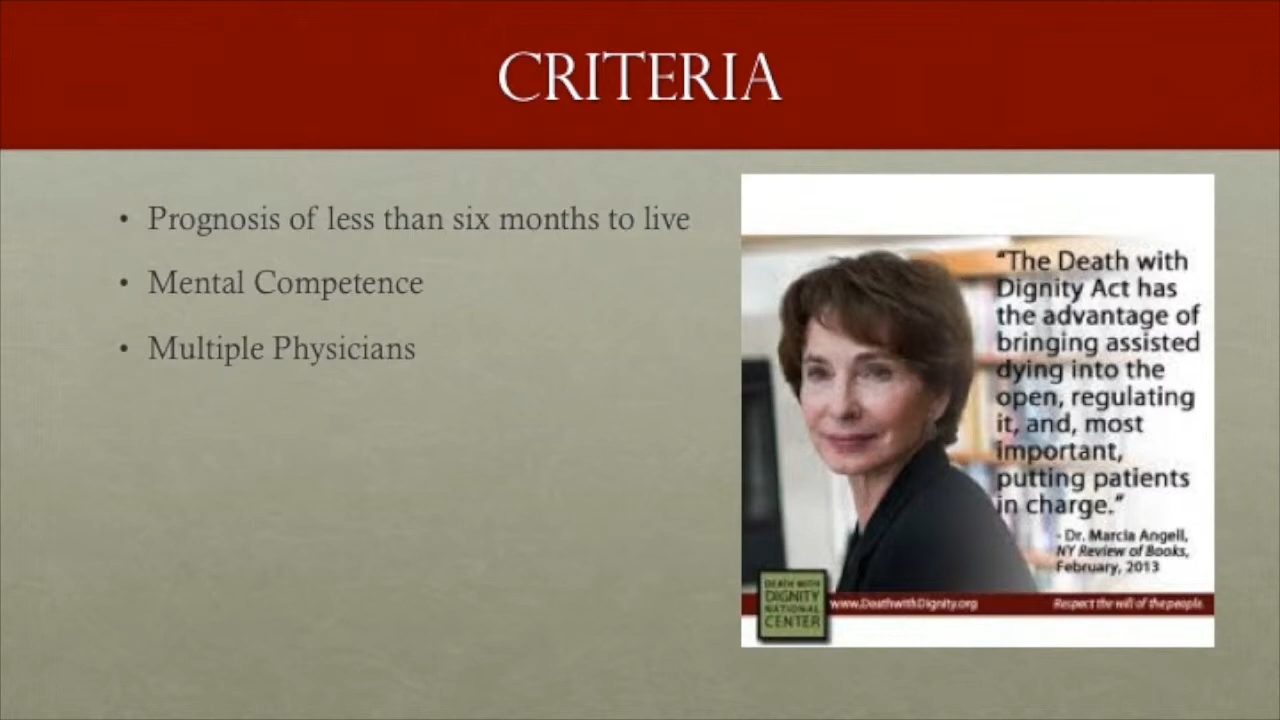 CRITERIA
• Prognosis of less than six months to live
• Mental Competence
• Multiple Physicians
“The Death with
Dignity Act has
the advantage of
bringing assisted
dying into the
open, regulating
it, and, most
important,
putting patients
in charge.”
- Dr. Marcia Angell,
NY Review of Books,
February, 2013
DEATH WITH
DIGNITY
NATIONAL
CENTER
www.DeathwithDignity.org
Respect the will of the people.